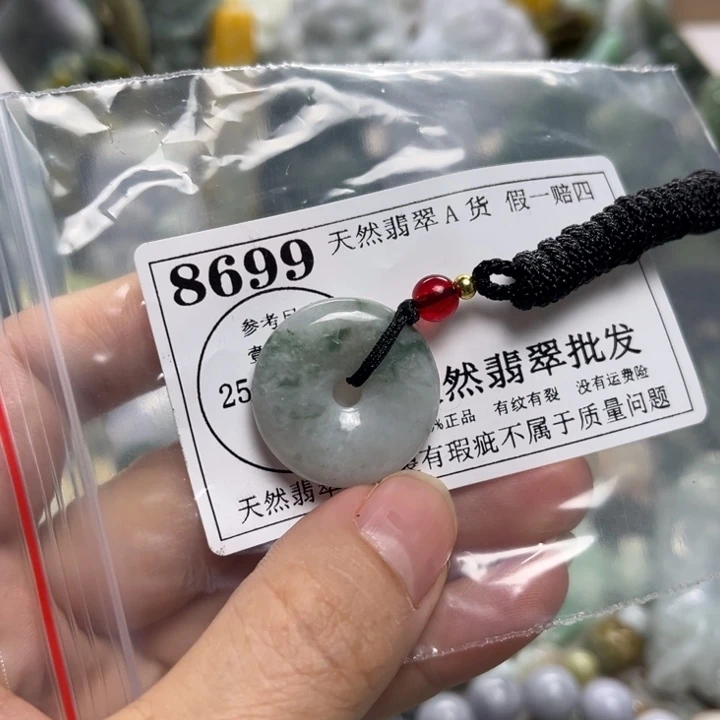 8699 天然翡翠A货 假一赔四
参考
25
然翡翠批发
正品 有纹有裂 没有运费险
天然翡翠 有瑕疵不属于质量问题